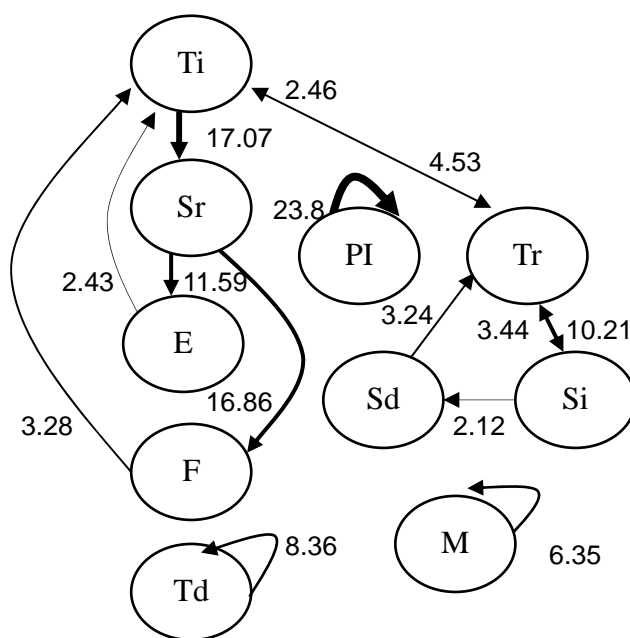 Ti
2.46
17.07
4.53
Sr
23.8
PI
Tr
2.43
11.59
3.24
3.44
10.21
E
16.86
Sd
Si
2.12
3.28
F
M
8.36
6.35
Td